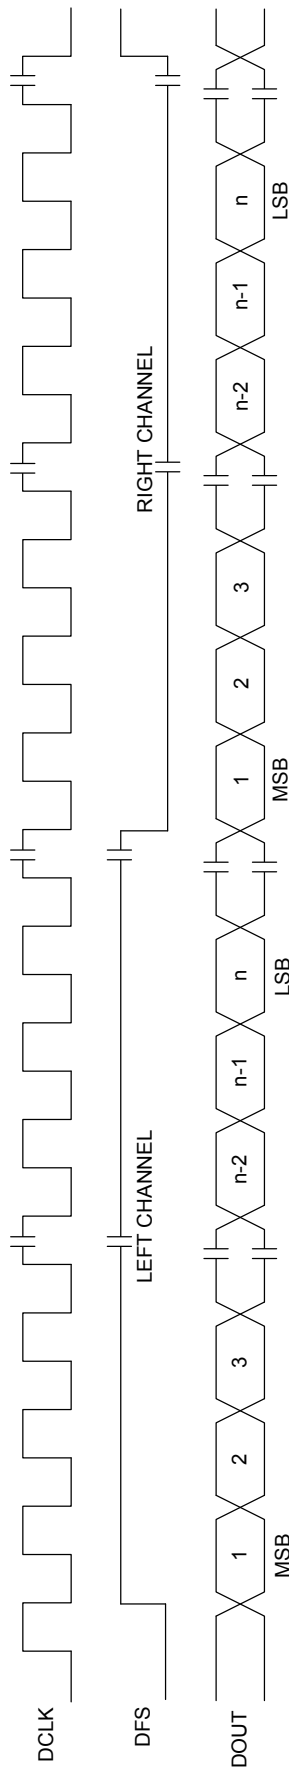 DCLK
DFS
LEFT CHANNEL
RIGHT CHANNEL
DOUT
1
2
3
n-2
n-1
n
1
2
3
n-2
n-1
n
MSB
LSB
MSB
LSB